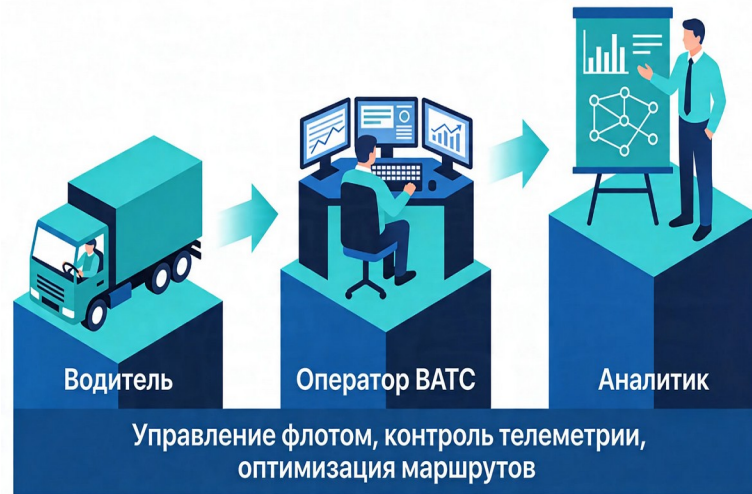 Водитель
Оператор ВАТС
Аналитик
Управление флотом, контроль телеметрии,
оптимизация маршрутов